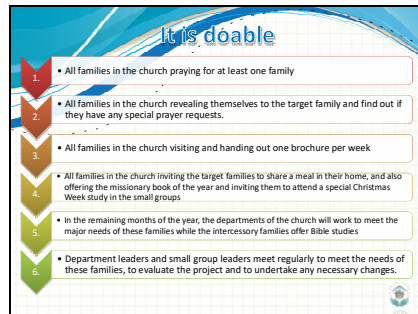 It is doable
1.
• All families in the church praying for at least one family
2.
• All families in the church revealing themselves to the target family and find out if
they have any special prayer requests.
3.
• All families in the church visiting and handing out one brochure per week
4.
• All families in the church inviting the target families to share a meal in their home, and also
offering the missionary book of the year and inviting them to attend a special Christmas
Week study in the small groups
5.
• In the remaining months of the year, the departments of the church will work to meet the
major needs of these families while the intercessory families offer Bible studies
6.
• Department leaders and small group leaders meet regularly to meet the needs of
these families, to evaluate the project and to undertake any necessary changes.